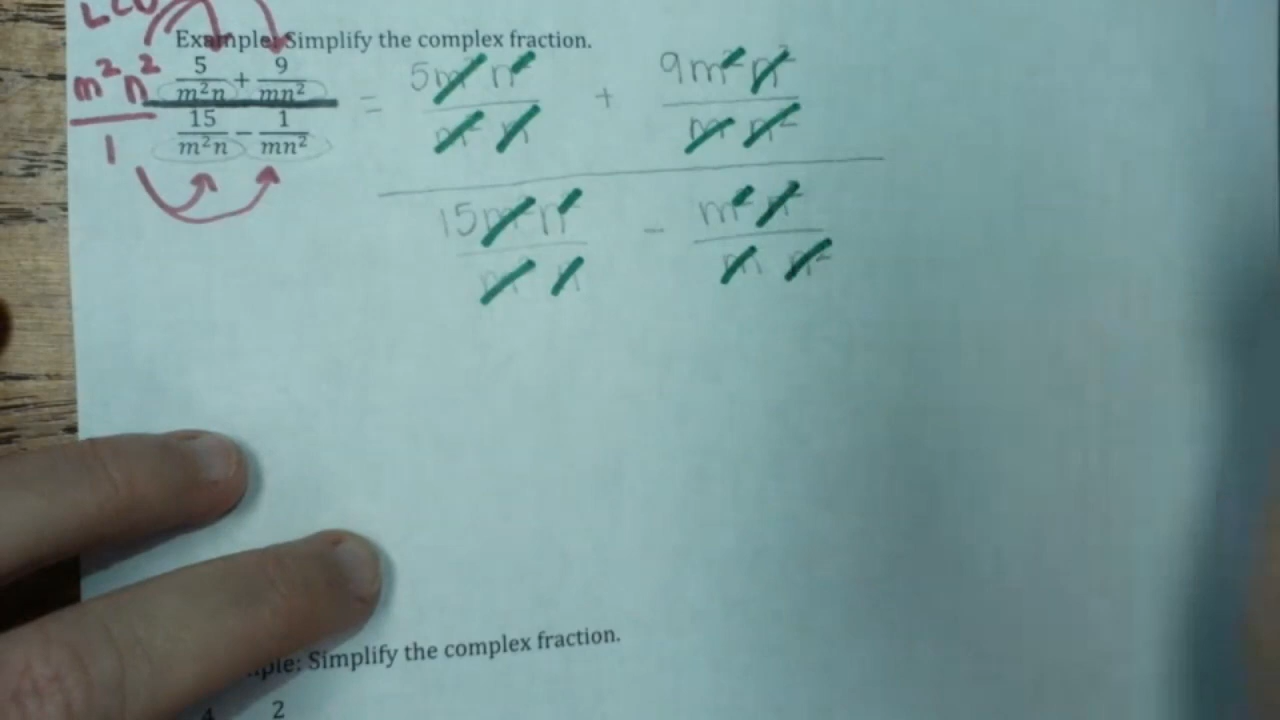 LCD
Example: Simplify the complex fraction.
m²n² / 1
5/m²n + 9/mn²
15/m²n − 1/mn²
= 5m²n²/m²n + 9m²n²/mn²
15m²n²/m²n − m²n²/mn²
Simplify the complex fraction.
4 2